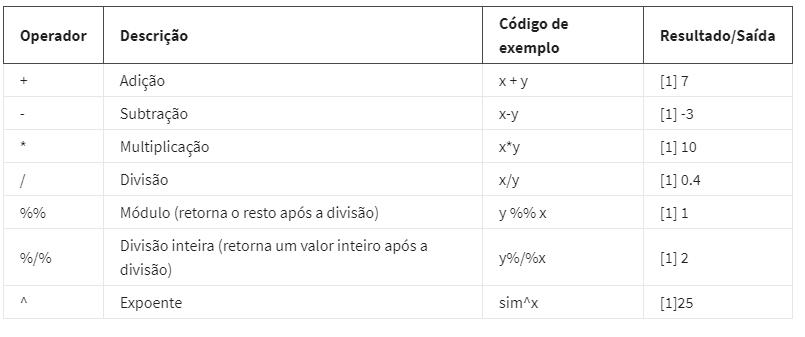 Operador Descrição Código de exemplo Resultado/Saída
+ Adição x + y [1] 7
- Subtração x-y [1] -3
* Multiplicação x*y [1] 10
/ Divisão x/y [1] 0.4
%% Módulo (retorna o resto após a divisão) y %% x [1] 1
%/% Divisão inteira (retorna um valor inteiro após a divisão) y%/%x [1] 2
^ Expoente sim^x [1]25